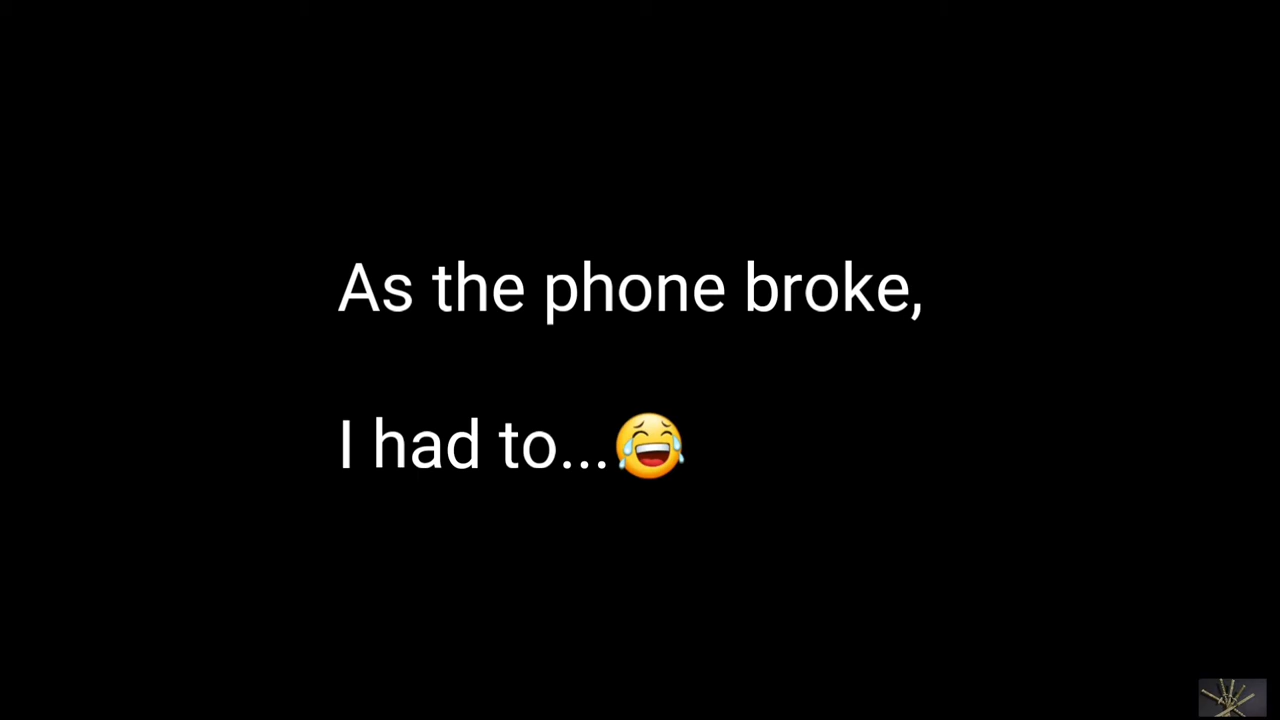 As the phone broke,
I had to...😂